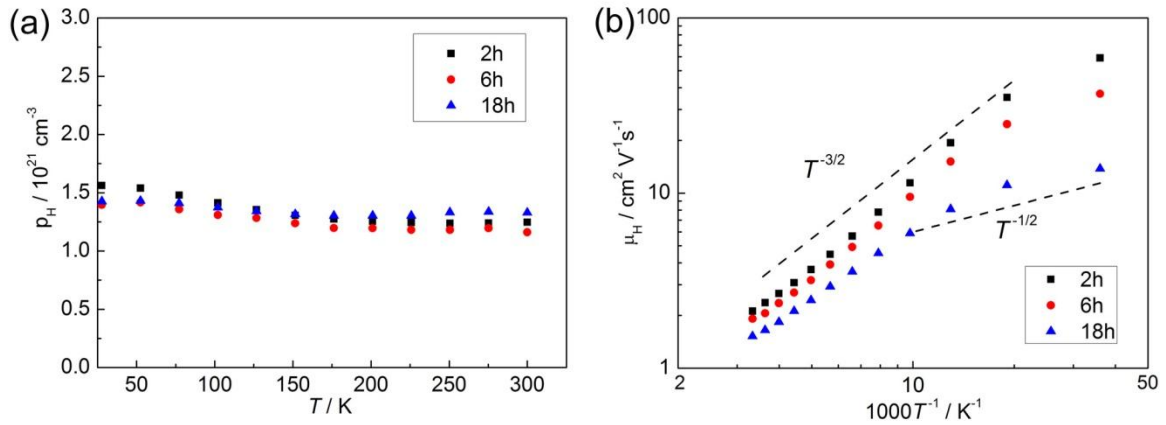 (a)
3.0
2.5
2.0
1.5
1.0
0.5
0.0
p_H / 10^21 cm^-3
2h
6h
18h
50 100 150 200 250 300
T / K
(b)
100
10
1
μ_H / cm^2 V^-1s^-1
T^-3/2
T^-1/2
2h
6h
18h
2 10 50
1000T^-1 / K^-1